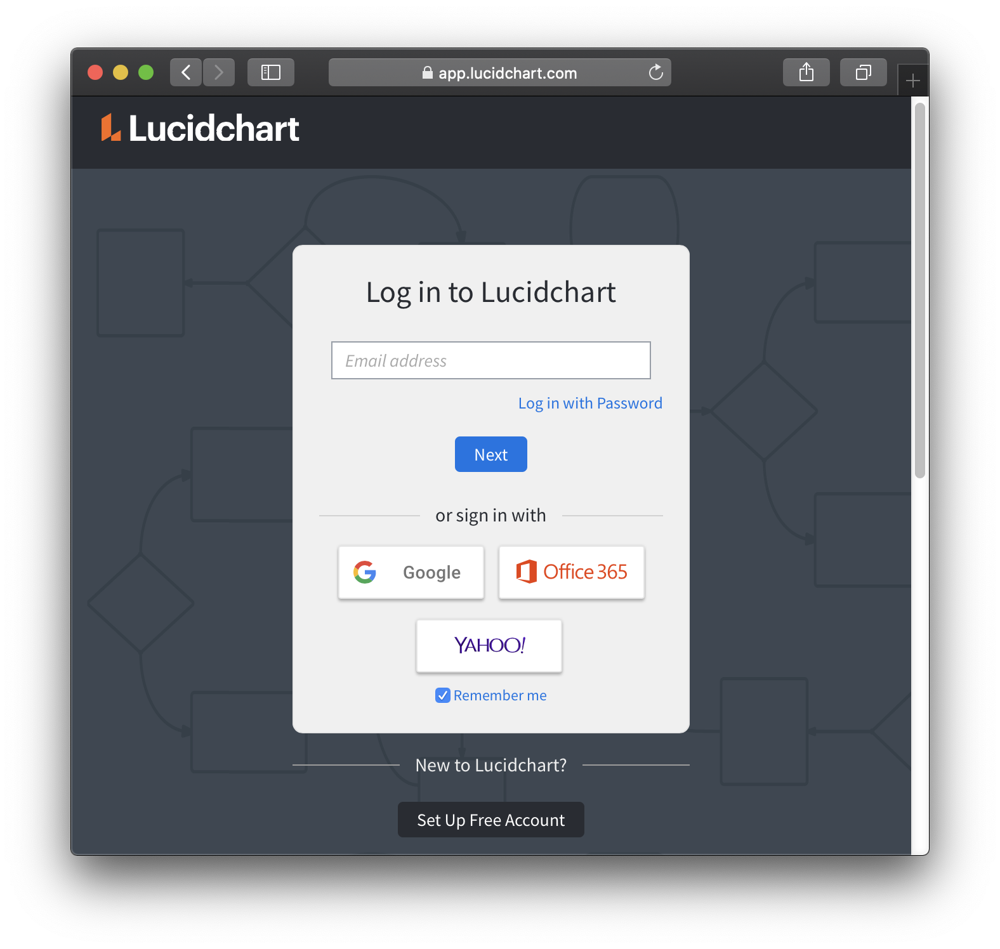 app.lucidchart.com
Lucidchart
Log in to Lucidchart
Email address
Log in with Password
Next
or sign in with
Google
Office 365
YAHOO!
Remember me
New to Lucidchart?
Set Up Free Account